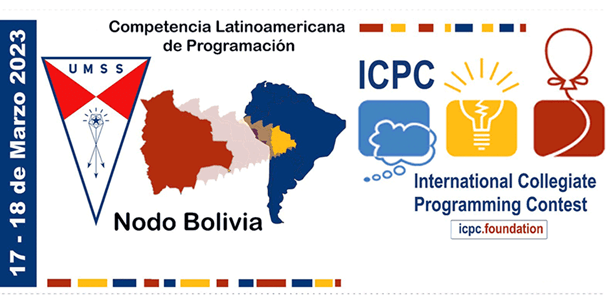 17 - 18 de Marzo 2023
UMSS
Competencia Latinoamericana
de Programación
Nodo Bolivia
ICPC
International Collegiate
Programming Contest
icpc.foundation